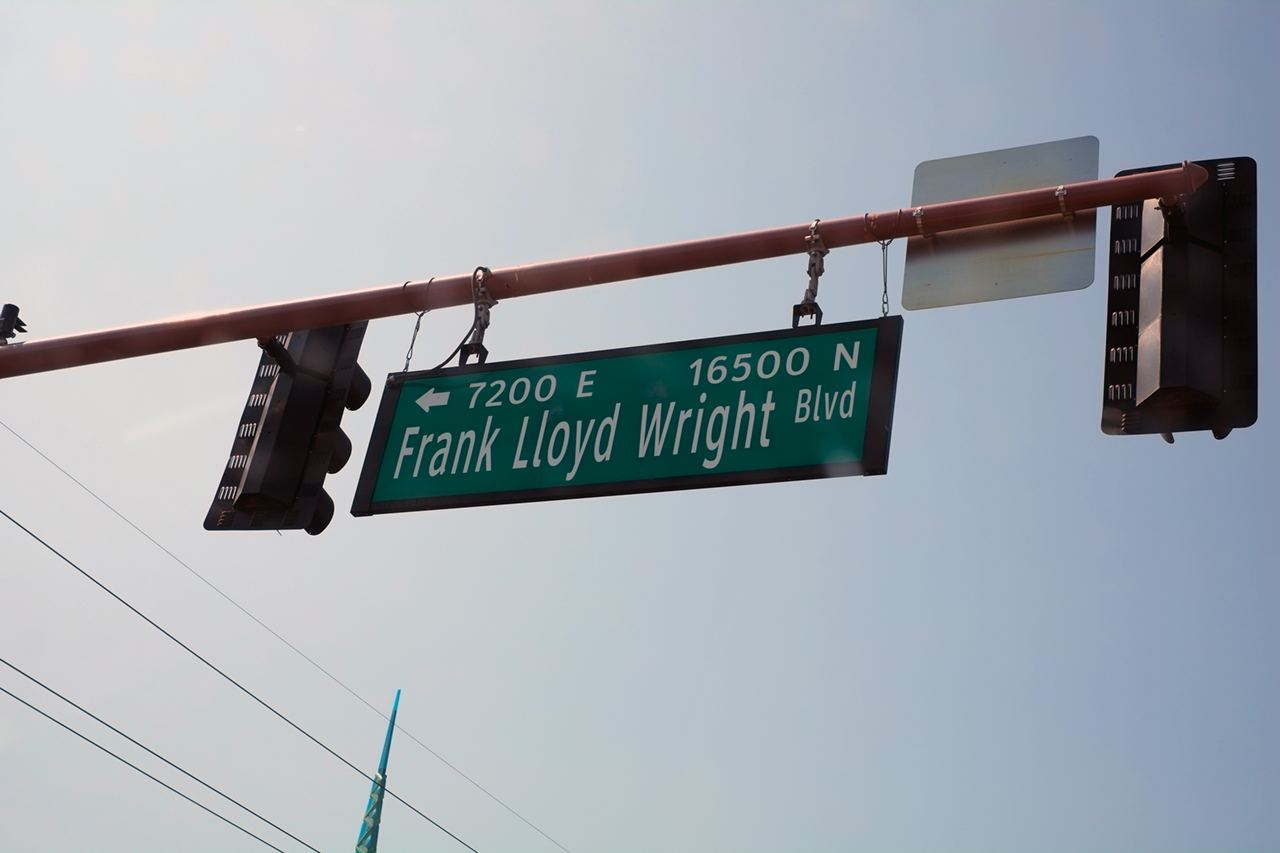 ← 7200 E 16500 N
Frank Lloyd Wright Blvd